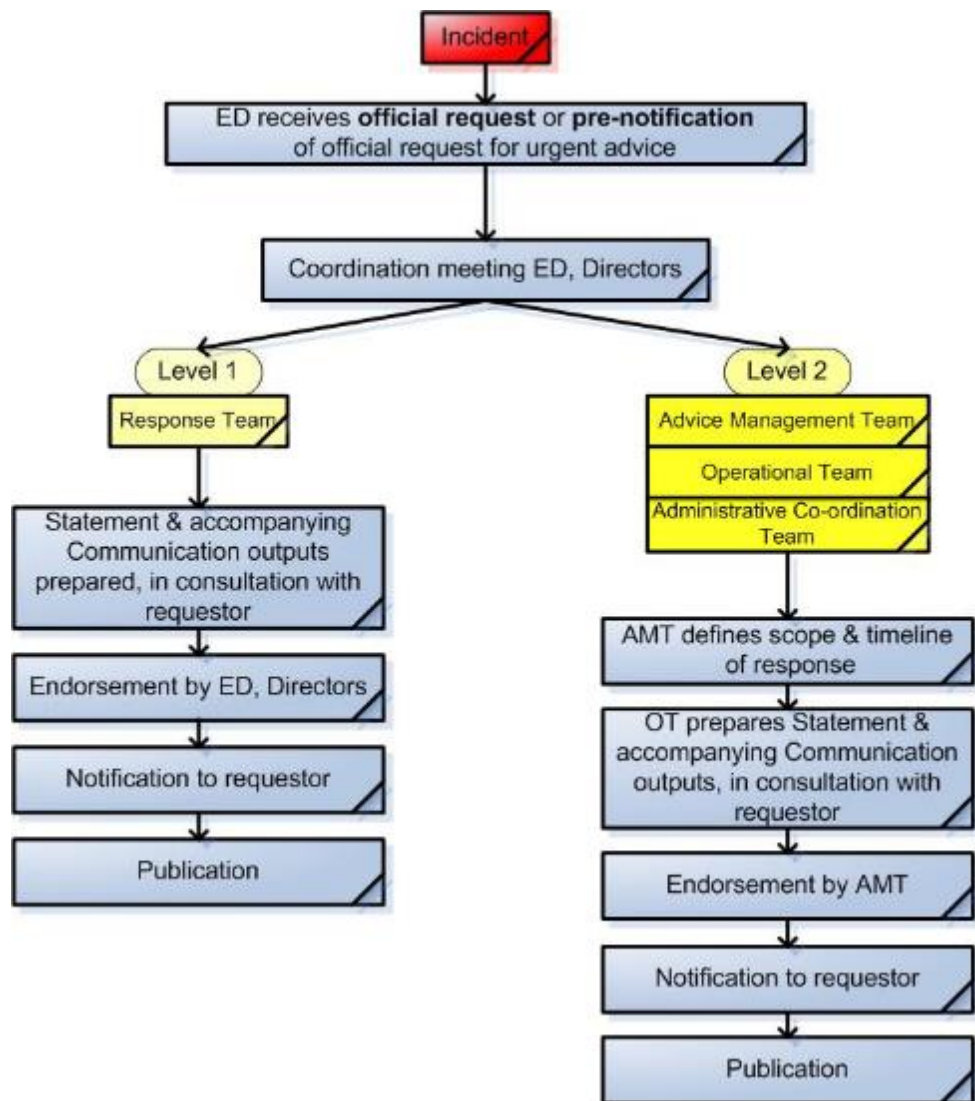 Incident
ED receives official request or pre-notification
of official request for urgent advice
Coordination meeting ED, Directors
Level 1
Response Team
Statement & accompanying
Communication outputs
prepared, in consultation with
requestor
Endorsement by ED, Directors
Notification to requestor
Publication
Level 2
Advice Management Team
Operational Team
Administrative Co-ordination
Team
AMT defines scope & timeline
of response
OT prepares Statement &
accompanying Communication
outputs, in consultation with
requestor
Endorsement by AMT
Notification to requestor
Publication